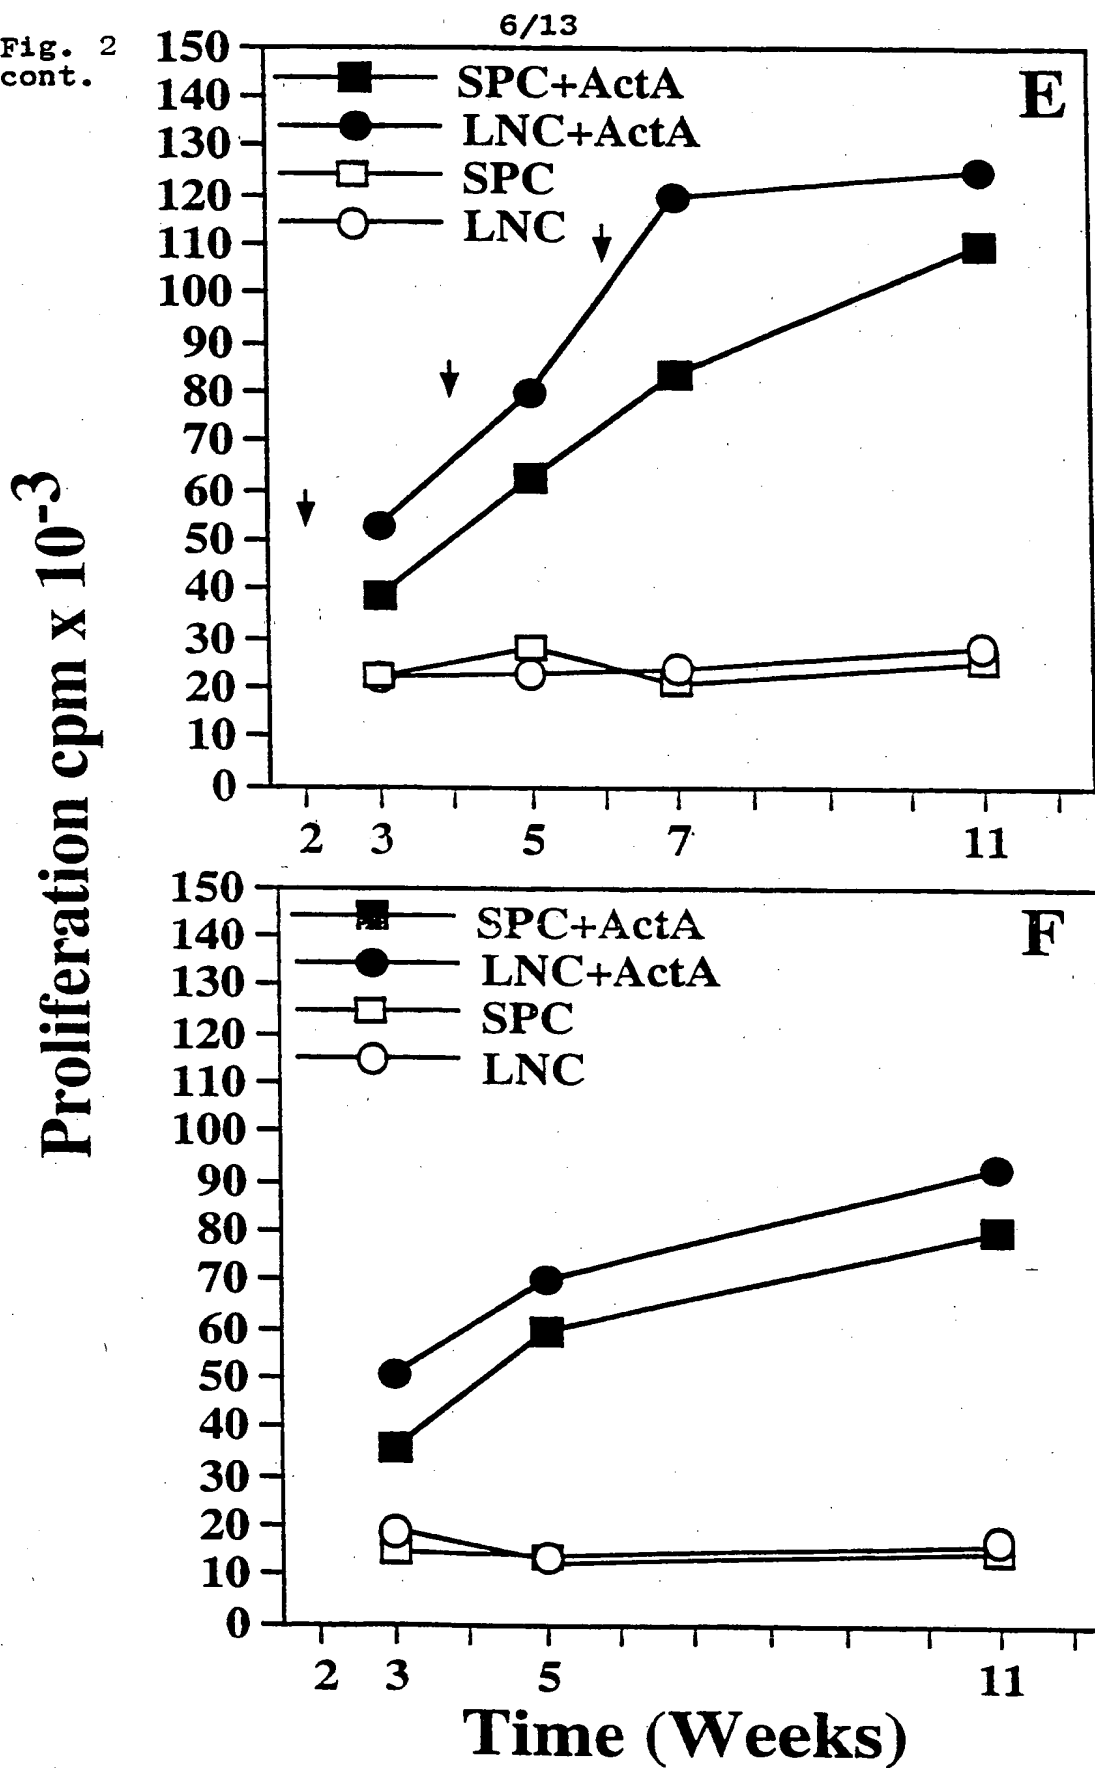 6/13
Fig. 2
cont.
150
140
130
120
110
100
90
80
70
60
50
40
30
20
10
0
SPC+ActA
LNC+ActA
SPC
LNC
E
2 3 5 7 11
150
140
130
120
110
100
90
80
70
60
50
40
30
20
10
0
SPC+ActA
LNC+ActA
SPC
LNC
F
2 3 5 11
Proliferation cpm x 10-3
Time (Weeks)